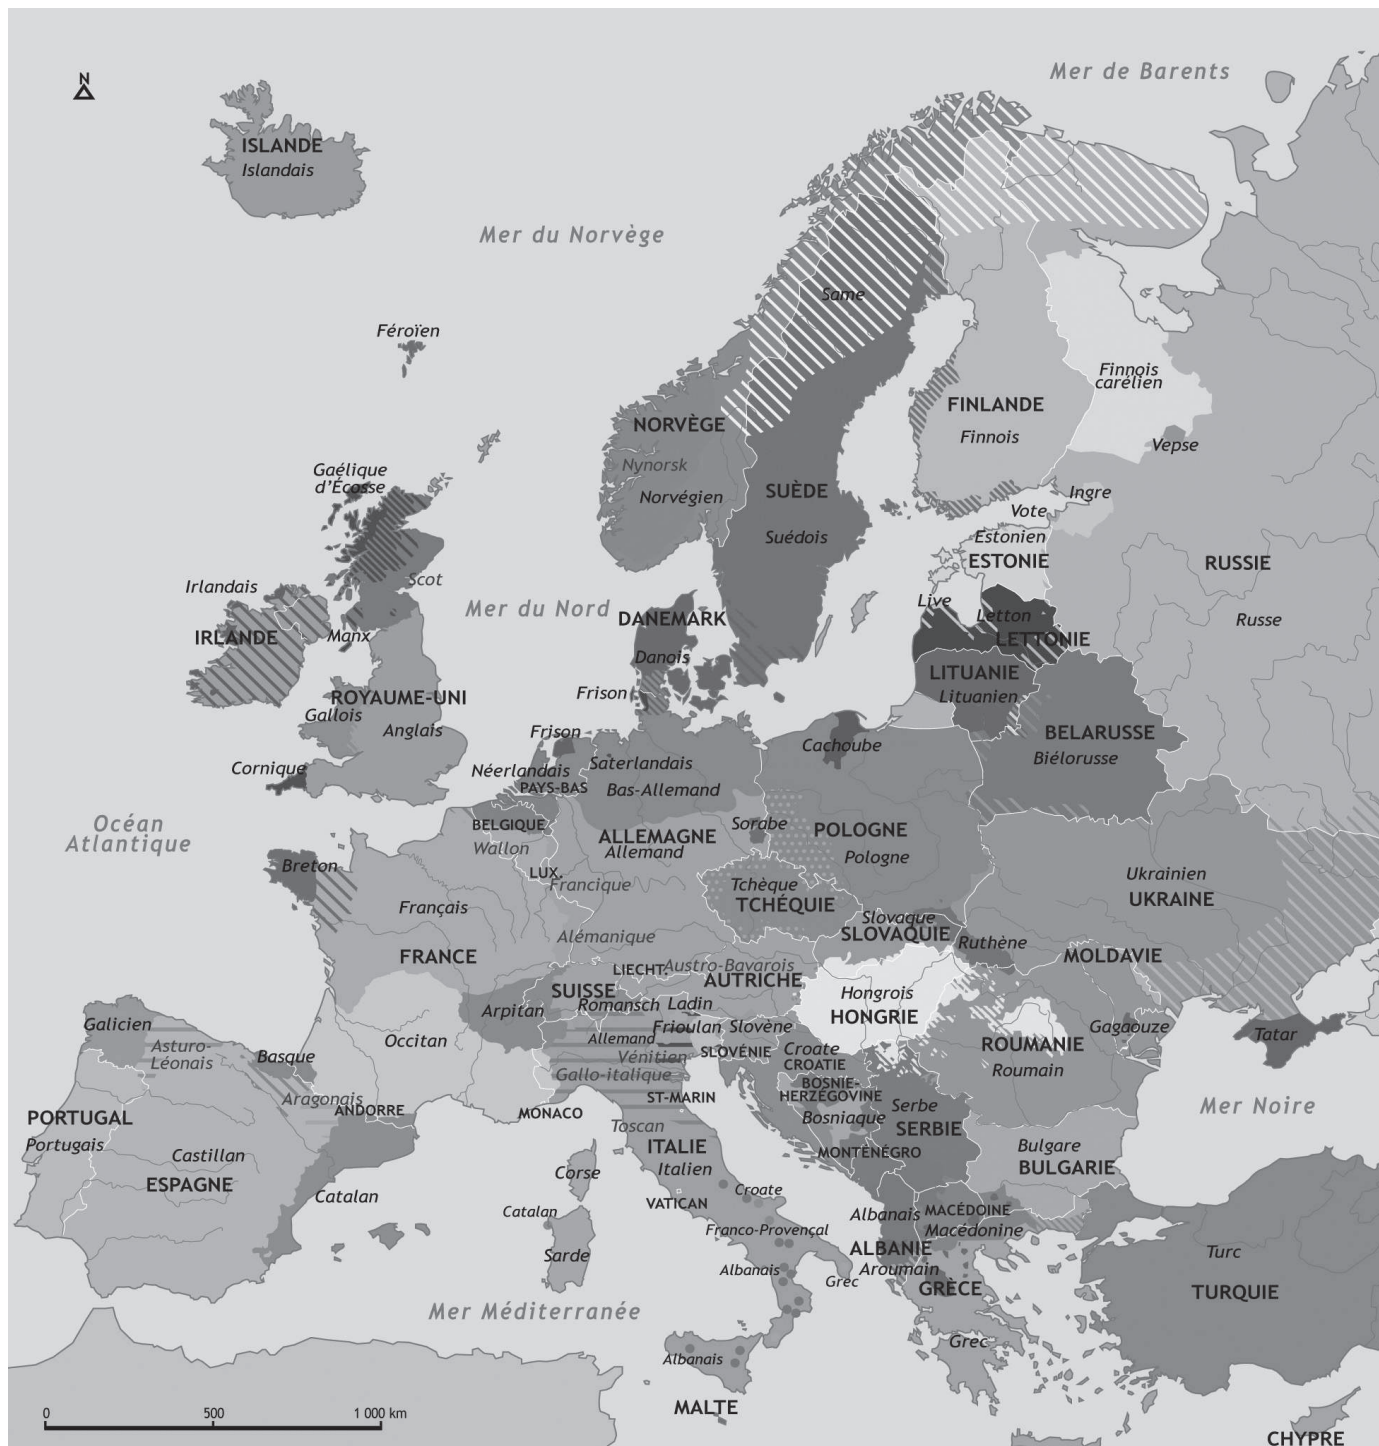 Mer de Barents
N
ISLANDE
Islandais
Mer du Norvège
Same
Féroïen
Finnois
carélien
FINLANDE
Finnois
NORVÈGE
Vepse
Nynorsk
Norvégien
SUÈDE
Suédois
Gaélique
d'Écosse
Ingre
Vote
Estonien
ESTONIE
RUSSIE
Russe
Scot
Irlandais
IRLANDE
Manx
Mer du Nord
DANEMARK
Danois
Live
Letton
LETTONIE
LITUANIE
Lituanien
Frison
ROYAUME-UNI
Gallois
Anglais
Cornique
Frison
Néerlandais
PAYS-BAS
Saterlandais
Bas-Allemand
Cachoube
BELARUSSE
Biélorusse
Océan
Atlantique
BELGIQUE
Wallon
ALLEMAGNE
Allemand
Sorabe
POLOGNE
Pologne
Breton
LUX.
Francique
Tchèque
TCHÉQUIE
Ukrainien
UKRAINE
Français
FRANCE
Alémanique
Slovaque
SLOVAQUIE
Ruthène
MOLDAVIE
LIECHT.
Austro-Bavarois
AUTRICHE
SUISSE
Romansch
Ladin
Hongrois
HONGRIE
Arpitan
Galicien
Asturo-
Léonais
Basque
Occitan
Allemand
Frioulan
Slovène
Vénitien
SLOVÉNIE
Gallo-italique
Croate
CROATIE
Gagaouze
Tatar
ROUMANIE
Roumain
Aragonais
ANDORRE
MONACO
ST-MARIN
BOSNIE-
HERZÉGOVINE
Bosniaque
Serbe
SERBIE
Mer Noire
PORTUGAL
Portugais
Castillan
ESPAGNE
Catalan
Toscan
ITALIE
Italien
MONTÉNÉGRO
Bulgare
BULGARIE
Corse
VATICAN
Croate
Catalan
Sarde
Franco-Provençal
Albanais
Grec
Albanais
ALBANIE
Aroumain
MACÉDOINE
Macédonine
GRÈCE
Grec
Turc
TURQUIE
Mer Méditerranée
Albanais
MALTE
CHYPRE
0 500 1 000 km